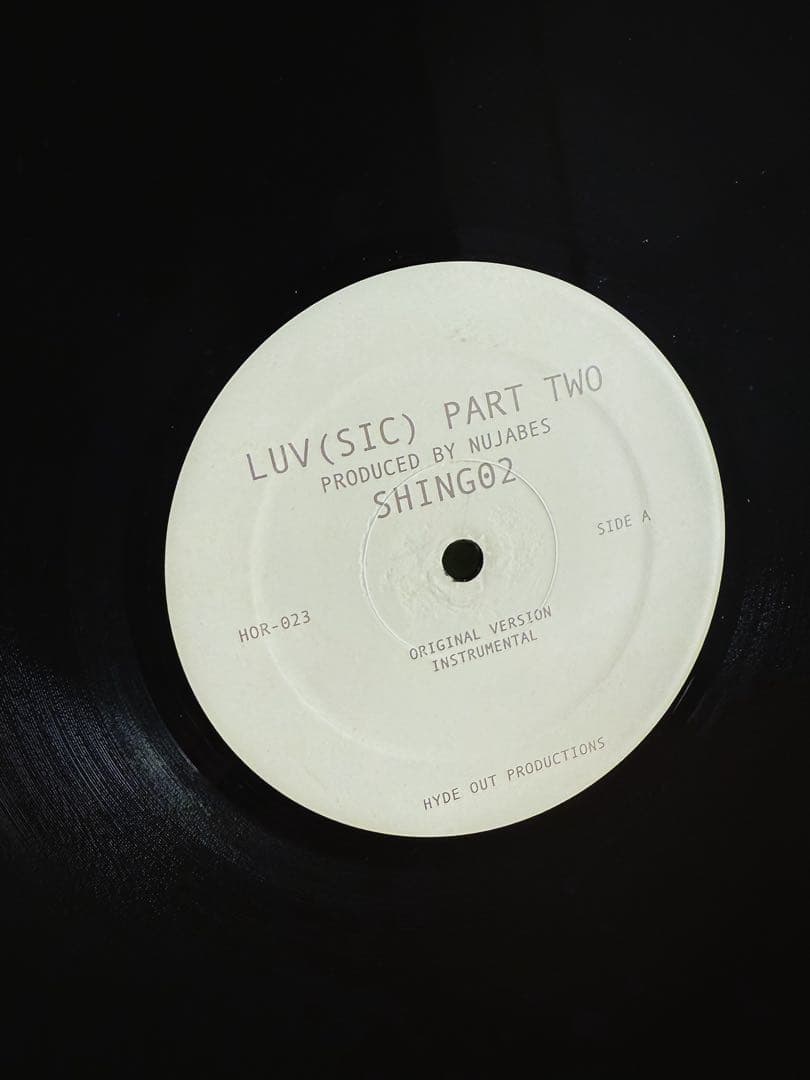 LUV(SIC) PART TWO
PRODUCED BY NUJABES
SHING02
SIDE A
HOR-023
ORIGINAL VERSION
INSTRUMENTAL
HYDE OUT PRODUCTIONS